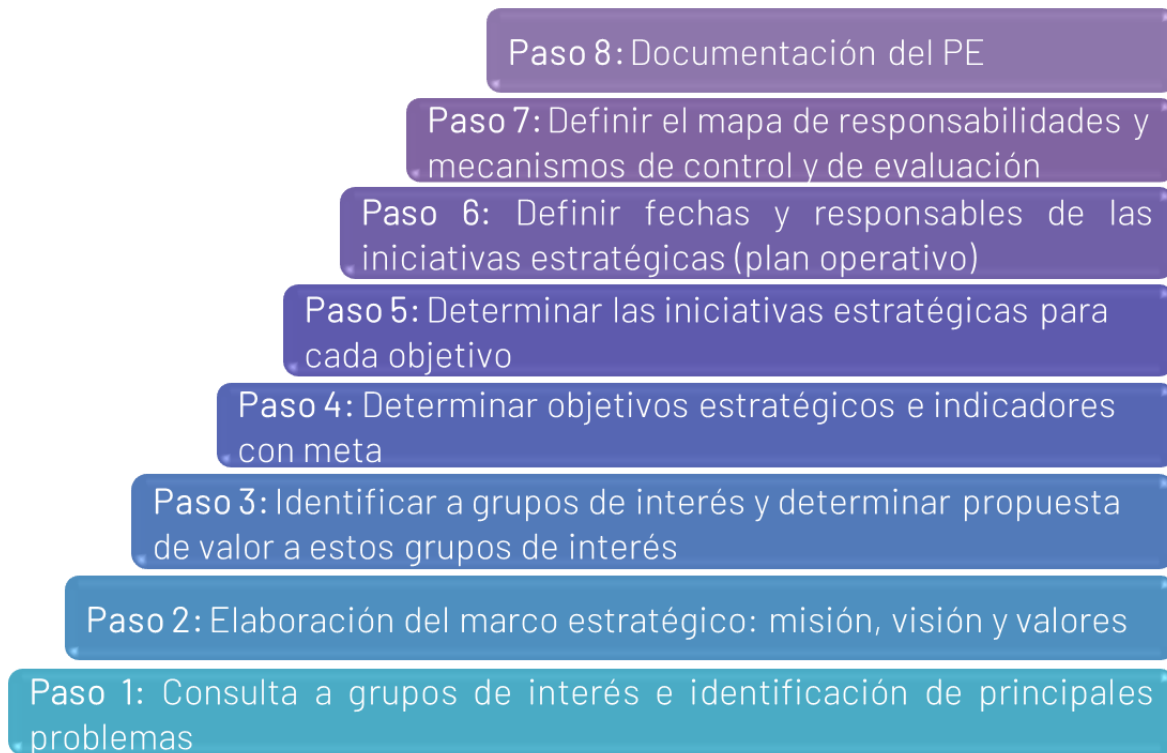 Paso 8: Documentación del PE
Paso 7: Definir el mapa de responsabilidades y
mecanismos de control y de evaluación
Paso 6: Definir fechas y responsables de las
iniciativas estratégicas (plan operativo)
Paso 5: Determinar las iniciativas estratégicas para
cada objetivo
Paso 4: Determinar objetivos estratégicos e indicadores
con meta
Paso 3: Identificar a grupos de interés y determinar propuesta
de valor a estos grupos de interés
Paso 2: Elaboración del marco estratégico: misión, visión y valores
Paso 1: Consulta a grupos de interés e identificación de principales
problemas